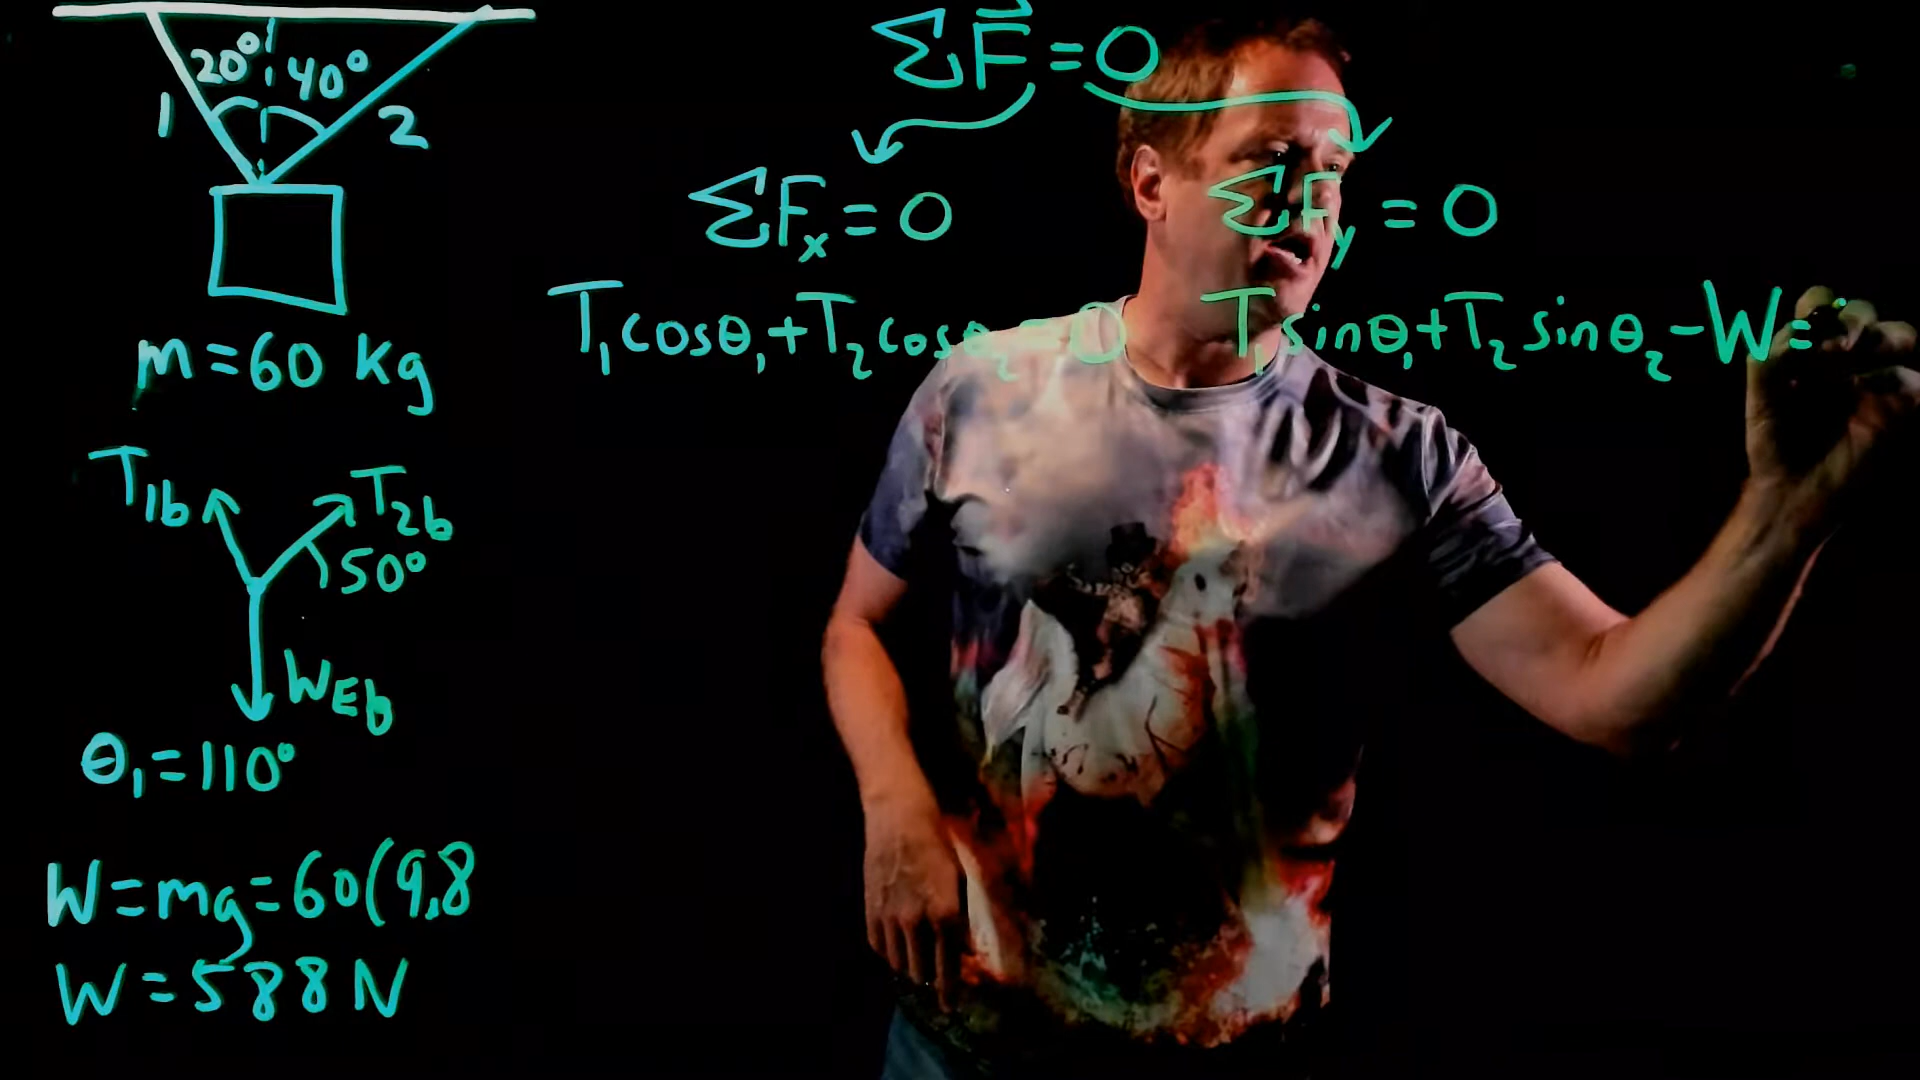 20° 40°
1 2
m = 60 kg
T1b T2b
50°
WEb
θ1 = 110°
W = mg = 60(9.8
W = 588 N
ΣF⃗ = 0
ΣFx = 0 ΣFy = 0
T1cosθ1 + T2cosθ2 = 0 T1sinθ1 + T2sinθ2 - W =